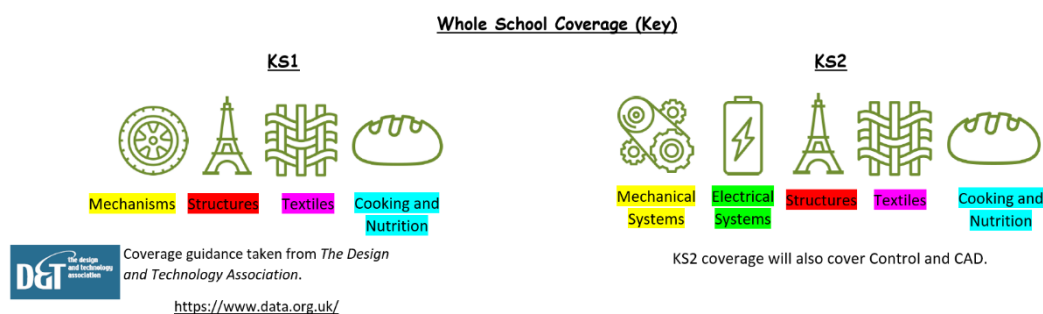 Whole School Coverage (Key)
KS1
Mechanisms
Structures
Textiles
Cooking and
Nutrition
D&T the design
and technology
association
Coverage guidance taken from The Design
and Technology Association.
https://www.data.org.uk/
KS2
Mechanical
Systems
Electrical
Systems
Structures
Textiles
Cooking and
Nutrition
KS2 coverage will also cover Control and CAD.